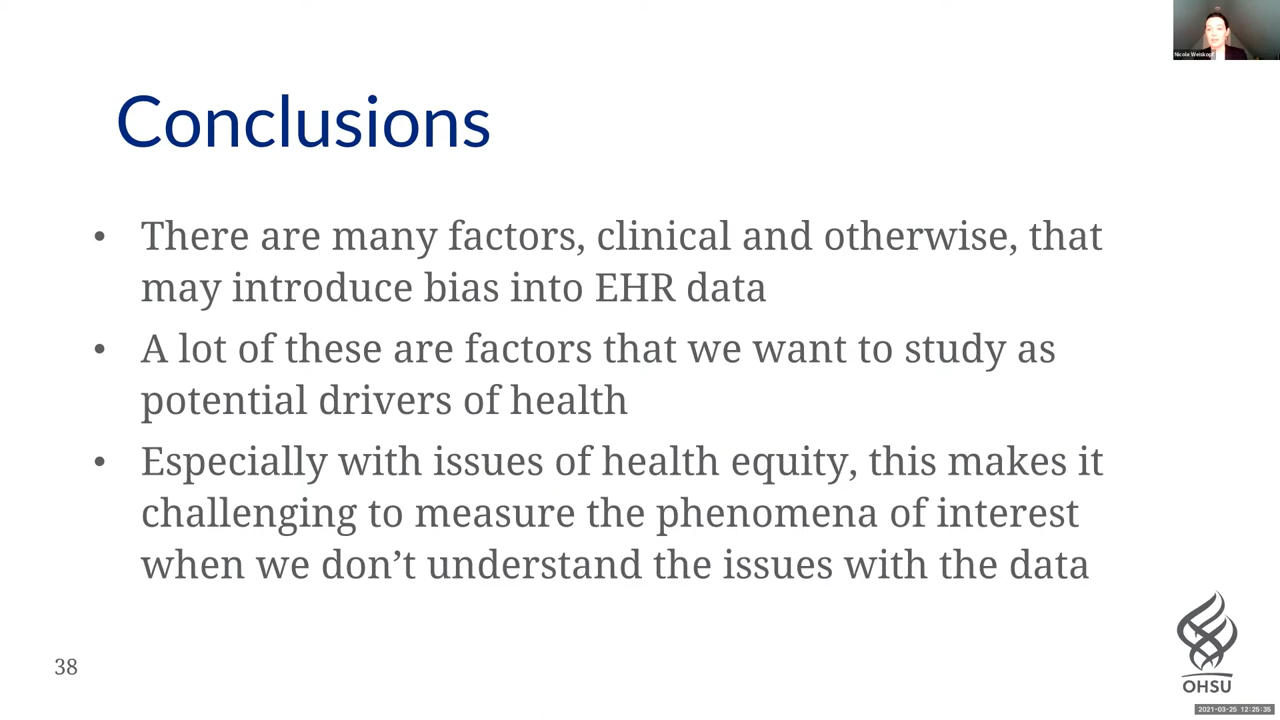 Nicole Weiskopf
Conclusions
• There are many factors, clinical and otherwise, that
may introduce bias into EHR data
• A lot of these are factors that we want to study as
potential drivers of health
• Especially with issues of health equity, this makes it
challenging to measure the phenomena of interest
when we don’t understand the issues with the data
38
OHSU
2021-03-25 12:25:35